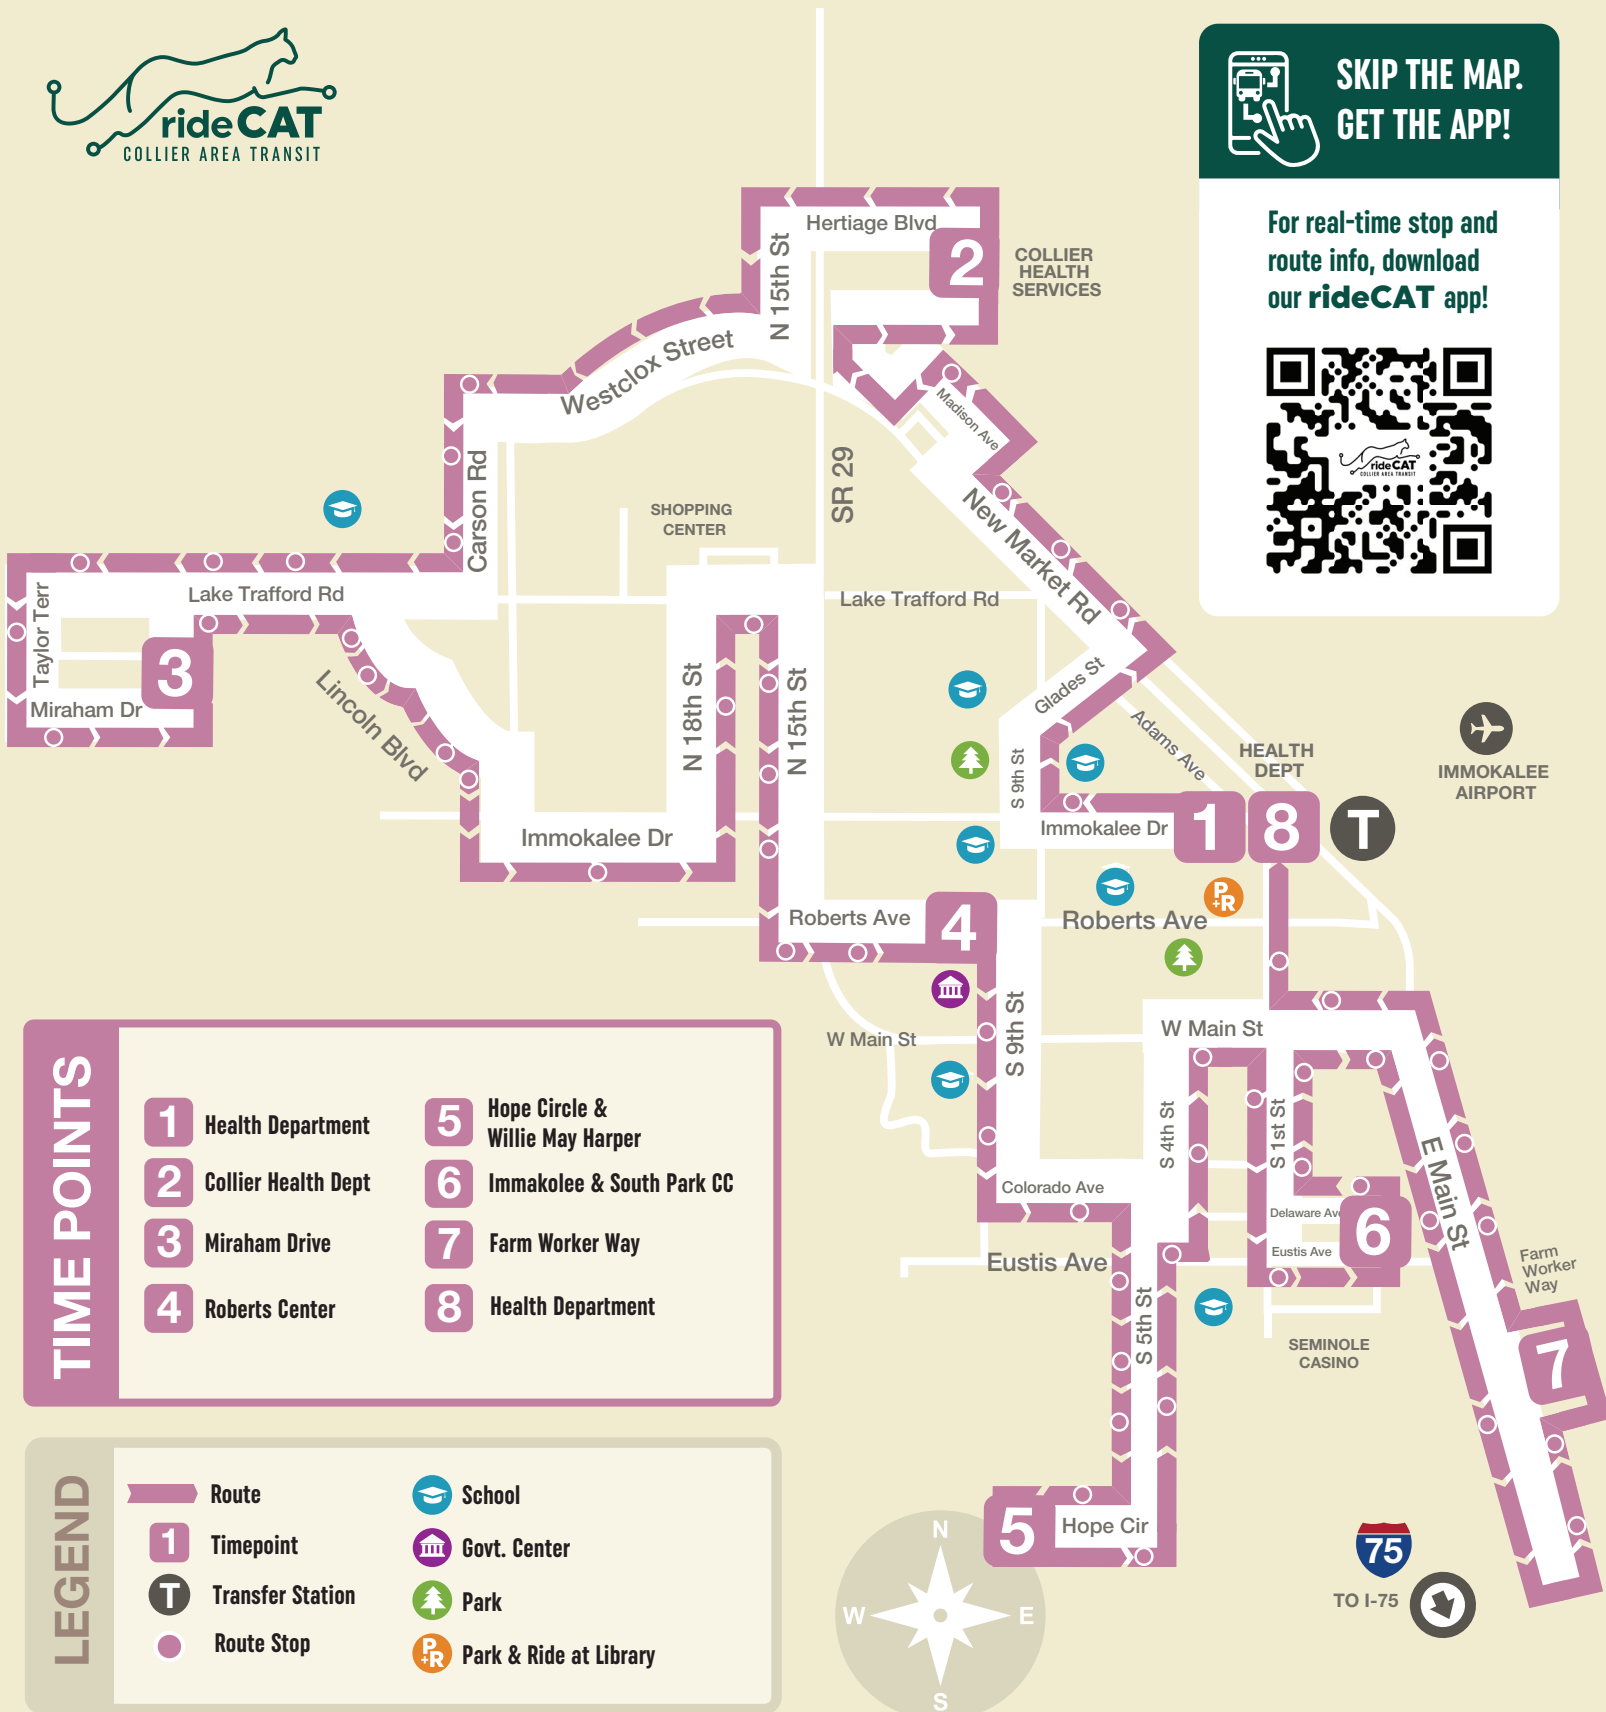 rideCAT
COLLIER AREA TRANSIT
SKIP THE MAP.
GET THE APP!
For real-time stop and
route info, download
our rideCAT app!
rideCAT
COLLIER AREA TRANSIT
Hertiage Blvd
2
COLLIER
HEALTH
SERVICES
N 15th St
Westclox Street
Madison Ave
Carson Rd
SR 29
SHOPPING
CENTER
New Market Rd
Lake Trafford Rd
Lake Trafford Rd
Taylor Terr
3
Miraham Dr
Lincoln Blvd
N 18th St
N 15th St
Glades St
Adams Ave
S 9th St
HEALTH
DEPT
IMMOKALEE
AIRPORT
Immokalee Dr
Immokalee Dr
1
8
T
P
+R
Roberts Ave
4
Roberts Ave
S 9th St
W Main St
W Main St
S 4th St
S 1st St
E Main St
Colorado Ave
Delaware Ave
6
Eustis Ave
Eustis Ave
Farm
Worker
Way
S 5th St
SEMINOLE
CASINO
7
5
Hope Cir
75
TO I-75
N
W
E
S
TIME POINTS
1 Health Department
2 Collier Health Dept
3 Miraham Drive
4 Roberts Center
5 Hope Circle &
Willie May Harper
6 Immakolee & South Park CC
7 Farm Worker Way
8 Health Department
LEGEND
Route
1 Timepoint
T Transfer Station
Route Stop
School
Govt. Center
Park
P
+R Park & Ride at Library